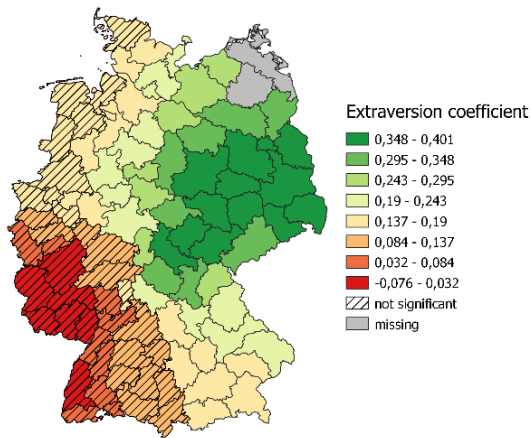 Extraversion coefficient
0,348 - 0,401
0,295 - 0,348
0,243 - 0,295
0,19 - 0,243
0,137 - 0,19
0,084 - 0,137
0,032 - 0,084
-0,076 - 0,032
not significant
missing